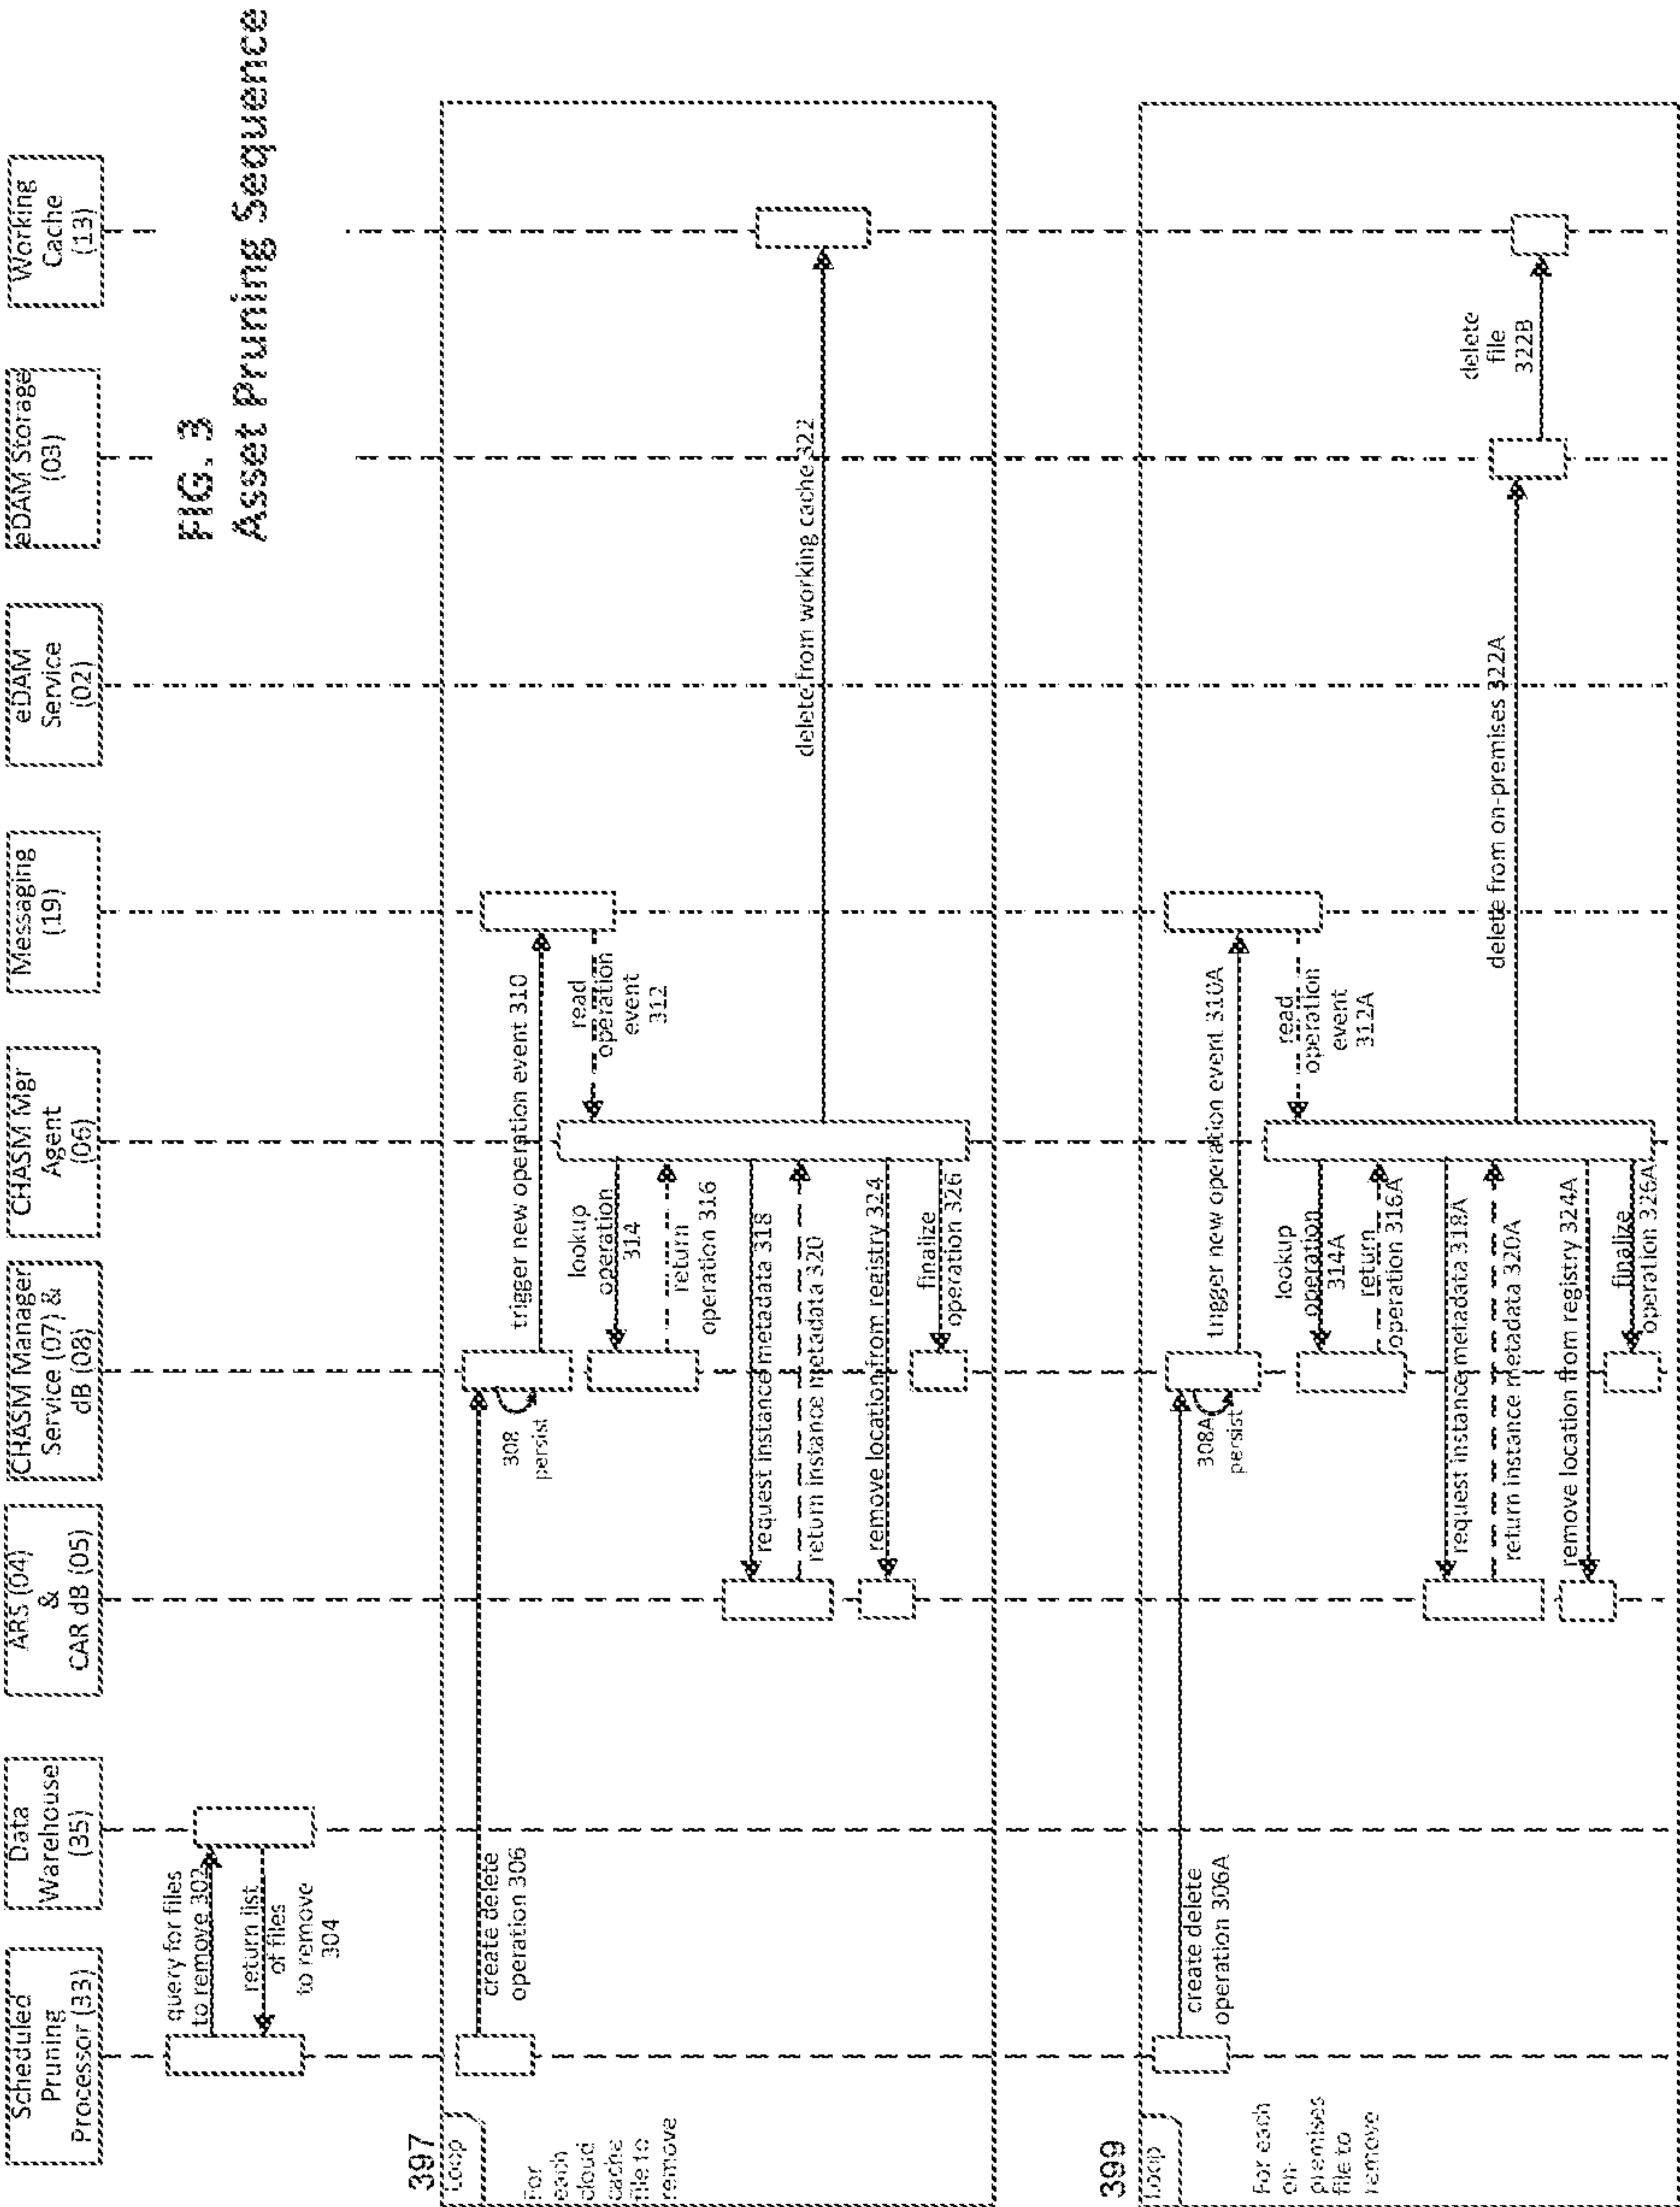 Scheduled
Pruning
Processor (33)
Data
Warehouse
(35)
ARS (04)
&
CAR dB (05)
CHASM Manager
Service (07) &
dB (08)
CHASM Mgr
Agent
(06)
Messaging
(19)
eDAM
Service
(02)
eDAM Storage
(03)
Working
Cache
(13)
FIG. 3
Asset Pruning Sequence
query for files
to remove 302
return list
of files
to remove
304
397
Loop
For
each
cloud
cache
file to
remove
create delete
operation 306
308
persist
trigger new operation event 310
read
operation
event
312
lookup
operation
314
return
operation 316
request instance metadata 318
return instance metadata 320
delete from working cache 322
remove location from registry 324
finalize
operation 326
399
Loop
For each
on-
premises
file to
remove
create delete
operation 306A
308A
persist
trigger new operation event 310A
read
operation
event
312A
lookup
operation
314A
return
operation 316A
request instance metadata 318A
return instance metadata 320A
delete from on-premises 322A
delete
file
322B
remove location from registry 324A
finalize
operation 326A